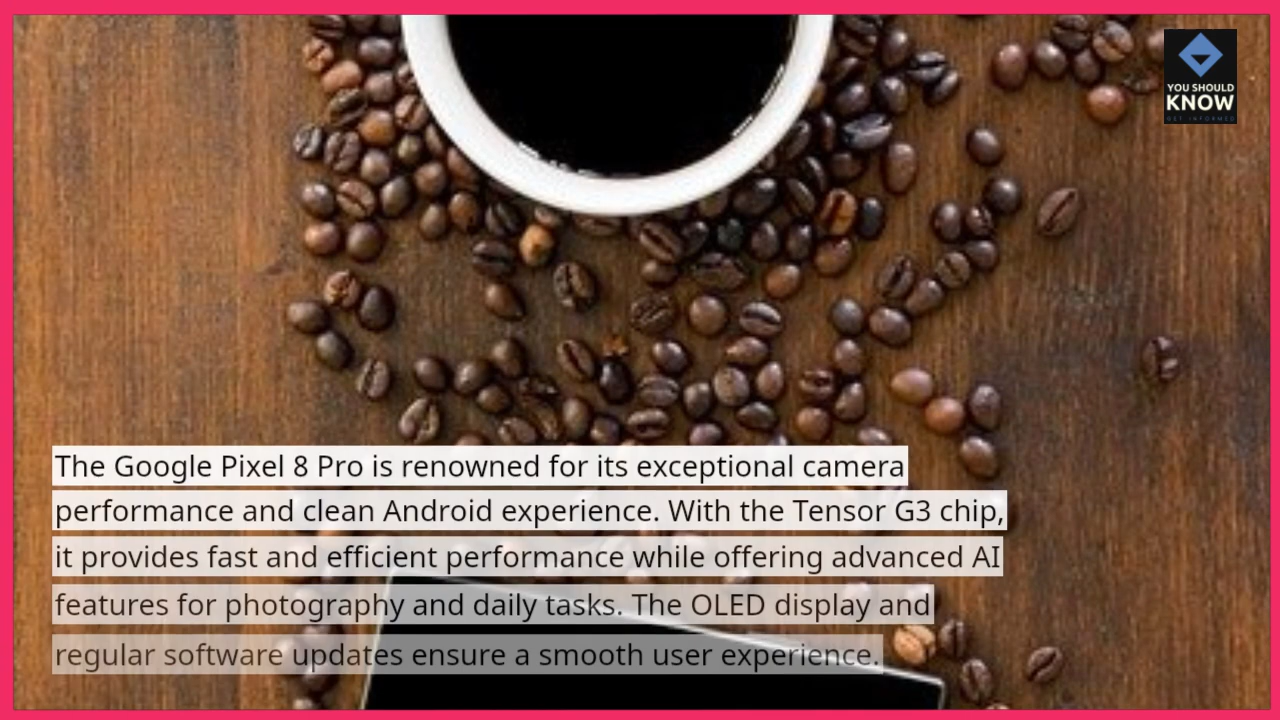 YOU SHOULD
KNOW
GET INFORMED
The Google Pixel 8 Pro is renowned for its exceptional camera
performance and clean Android experience. With the Tensor G3 chip,
it provides fast and efficient performance while offering advanced AI
features for photography and daily tasks. The OLED display and
regular software updates ensure a smooth user experience.